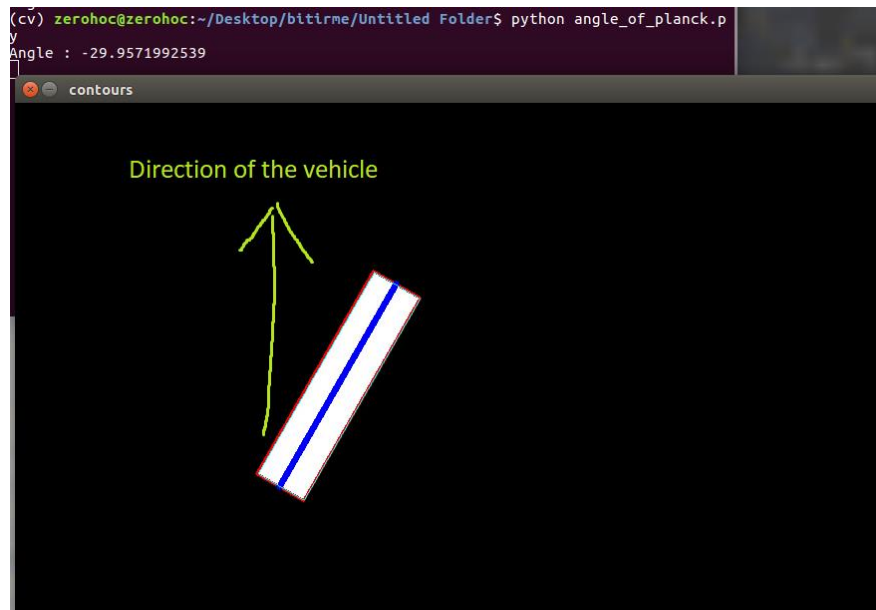 (cv) zerohoc@zerohoc:~/Desktop/bitirme/Untitled Folder$ python angle_of_planck.p
y
Angle : -29.9571992539
contours
Direction of the vehicle